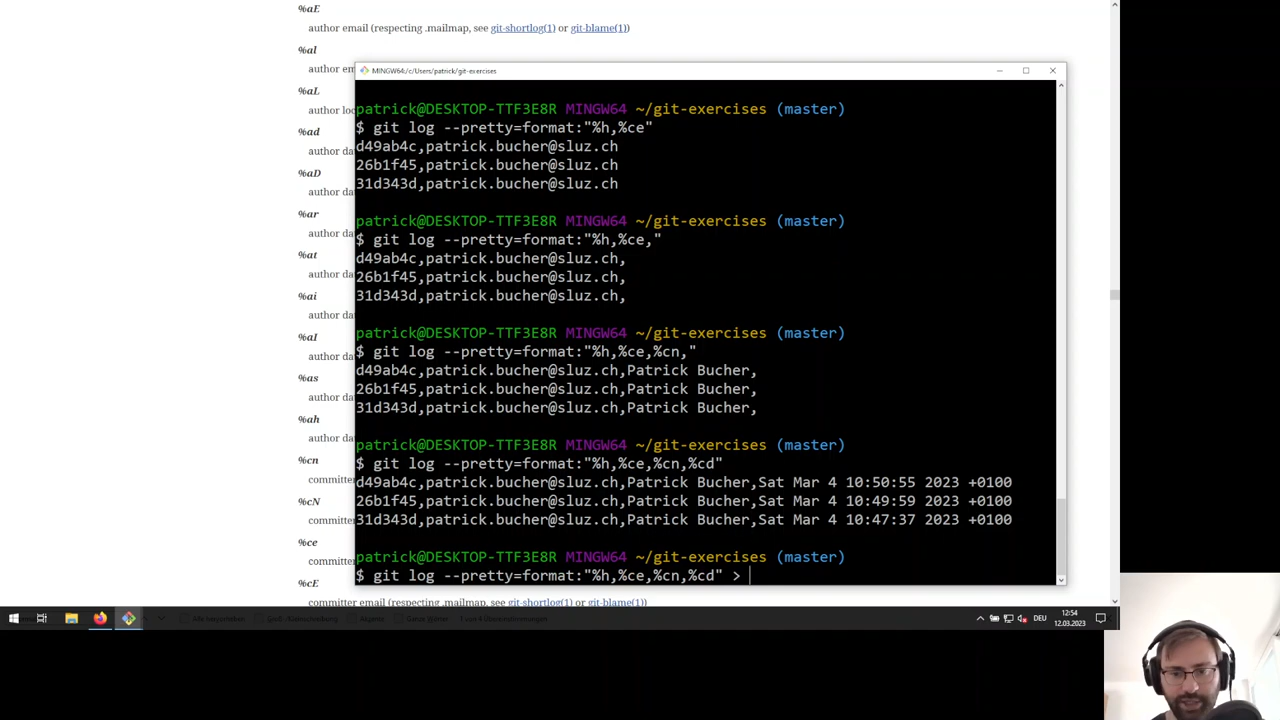 %aE
author email (respecting .mailmap, see git-shortlog(1) or git-blame(1))
%al
author em
%aL
author loc
%ad
author da
%aD
author da
%ar
author da
%at
author da
%ai
author da
%aI
author da
%as
author da
%ah
author da
%cn
committer
%cN
committer
%ce
committer
%cE
committer email (respecting .mailmap, see git-shortlog(1) or git-blame(1))
MINGW64:/c/Users/patrick/git-exercises
patrick@DESKTOP-TTF3E8R MINGW64 ~/git-exercises (master)
$ git log --pretty=format:"%h,%ce"
d49ab4c,patrick.bucher@sluz.ch
26b1f45,patrick.bucher@sluz.ch
31d343d,patrick.bucher@sluz.ch
patrick@DESKTOP-TTF3E8R MINGW64 ~/git-exercises (master)
$ git log --pretty=format:"%h,%ce,"
d49ab4c,patrick.bucher@sluz.ch,
26b1f45,patrick.bucher@sluz.ch,
31d343d,patrick.bucher@sluz.ch,
patrick@DESKTOP-TTF3E8R MINGW64 ~/git-exercises (master)
$ git log --pretty=format:"%h,%ce,%cn,"
d49ab4c,patrick.bucher@sluz.ch,Patrick Bucher,
26b1f45,patrick.bucher@sluz.ch,Patrick Bucher,
31d343d,patrick.bucher@sluz.ch,Patrick Bucher,
patrick@DESKTOP-TTF3E8R MINGW64 ~/git-exercises (master)
$ git log --pretty=format:"%h,%ce,%cn,%cd"
d49ab4c,patrick.bucher@sluz.ch,Patrick Bucher,Sat Mar 4 10:50:55 2023 +0100
26b1f45,patrick.bucher@sluz.ch,Patrick Bucher,Sat Mar 4 10:49:59 2023 +0100
31d343d,patrick.bucher@sluz.ch,Patrick Bucher,Sat Mar 4 10:47:37 2023 +0100
patrick@DESKTOP-TTF3E8R MINGW64 ~/git-exercises (master)
$ git log --pretty=format:"%h,%ce,%cn,%cd" >
DEU
12:54
12.03.2023